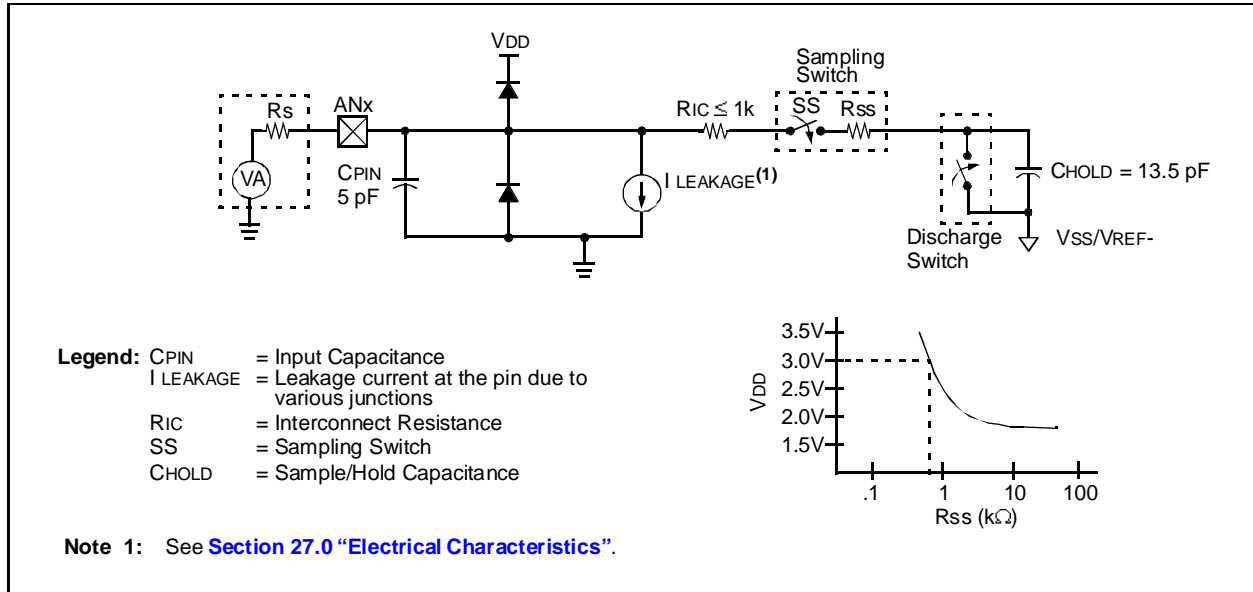 VDD
Sampling
Switch
Rs
ANx
RIC ≤ 1k
SS
RSS
VA
CPIN
5 pF
I LEAKAGE(1)
CHOLD = 13.5 pF
Discharge
Switch
VSS/VREF-
Legend: CPIN = Input Capacitance
I LEAKAGE = Leakage current at the pin due to
various junctions
RIC = Interconnect Resistance
SS = Sampling Switch
CHOLD = Sample/Hold Capacitance
VDD
3.5V
3.0V
2.5V
2.0V
1.5V
.1 1 10 100
Rss (kΩ)
Note 1: See Section 27.0 “Electrical Characteristics”.